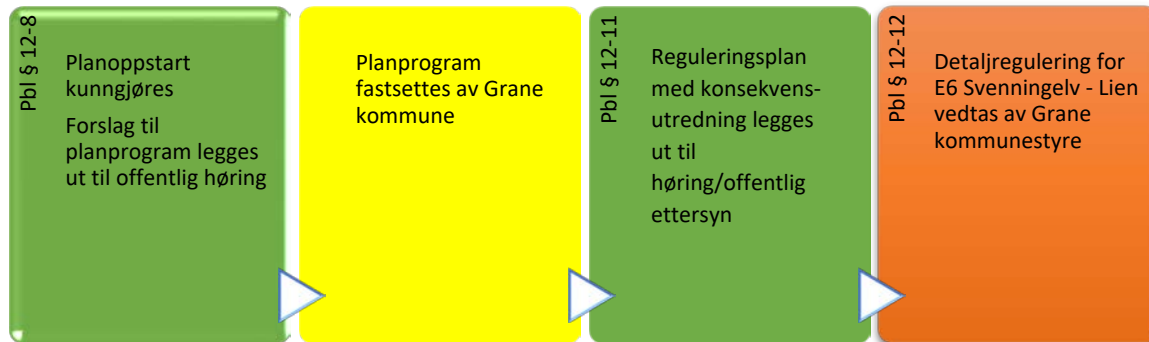 Pbl § 12-8
Planoppstart
kunngjøres
Forslag til
planprogram legges
ut til offentlig høring
Planprogram
fastsettes av Grane
kommune
Pbl § 12-11
Reguleringsplan
med konsekvens-
utredning legges
ut til
høring/offentlig
ettersyn
Pbl § 12-12
Detaljregulering for
E6 Svenningelv - Lien
vedtas av Grane
kommunestyre